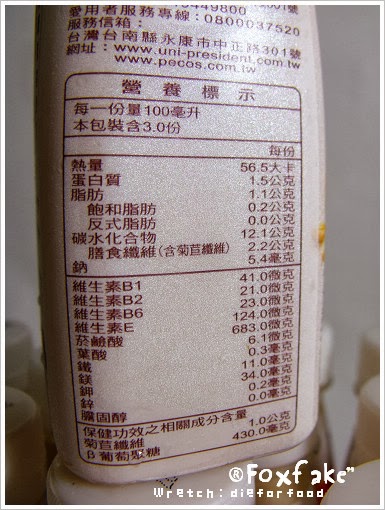 9449800
愛用者服務專線：0800037520
服務信箱：
台灣台南縣永康市中正路301號
網址：www.uni-president.com.tw
www.pecos.com.tw
營養標示
每一份量100毫升
本包裝含3.0份
每份
熱量 56.5大卡
蛋白質 1.5公克
脂肪 1.1公克
飽和脂肪 0.2公克
反式脂肪 0.0公克
碳水化合物 12.1公克
膳食纖維(含菊苣纖維) 2.2公克
鈉 5.4毫克
維生素B1 41.0微克
維生素B2 21.0微克
維生素B6 23.0微克
維生素E 124.0微克
菸鹼酸 683.0微克
葉酸 6.1微克
鐵 0.3毫克
鎂 11.0毫克
鉀 34.0毫克
鋅 0.2毫克
膽固醇 0.0毫克
保健功效之相關成分含量
菊苣纖維 1.0公克
β葡萄聚糖 430.0毫克
®Foxfake"
Wretch：dieforfood